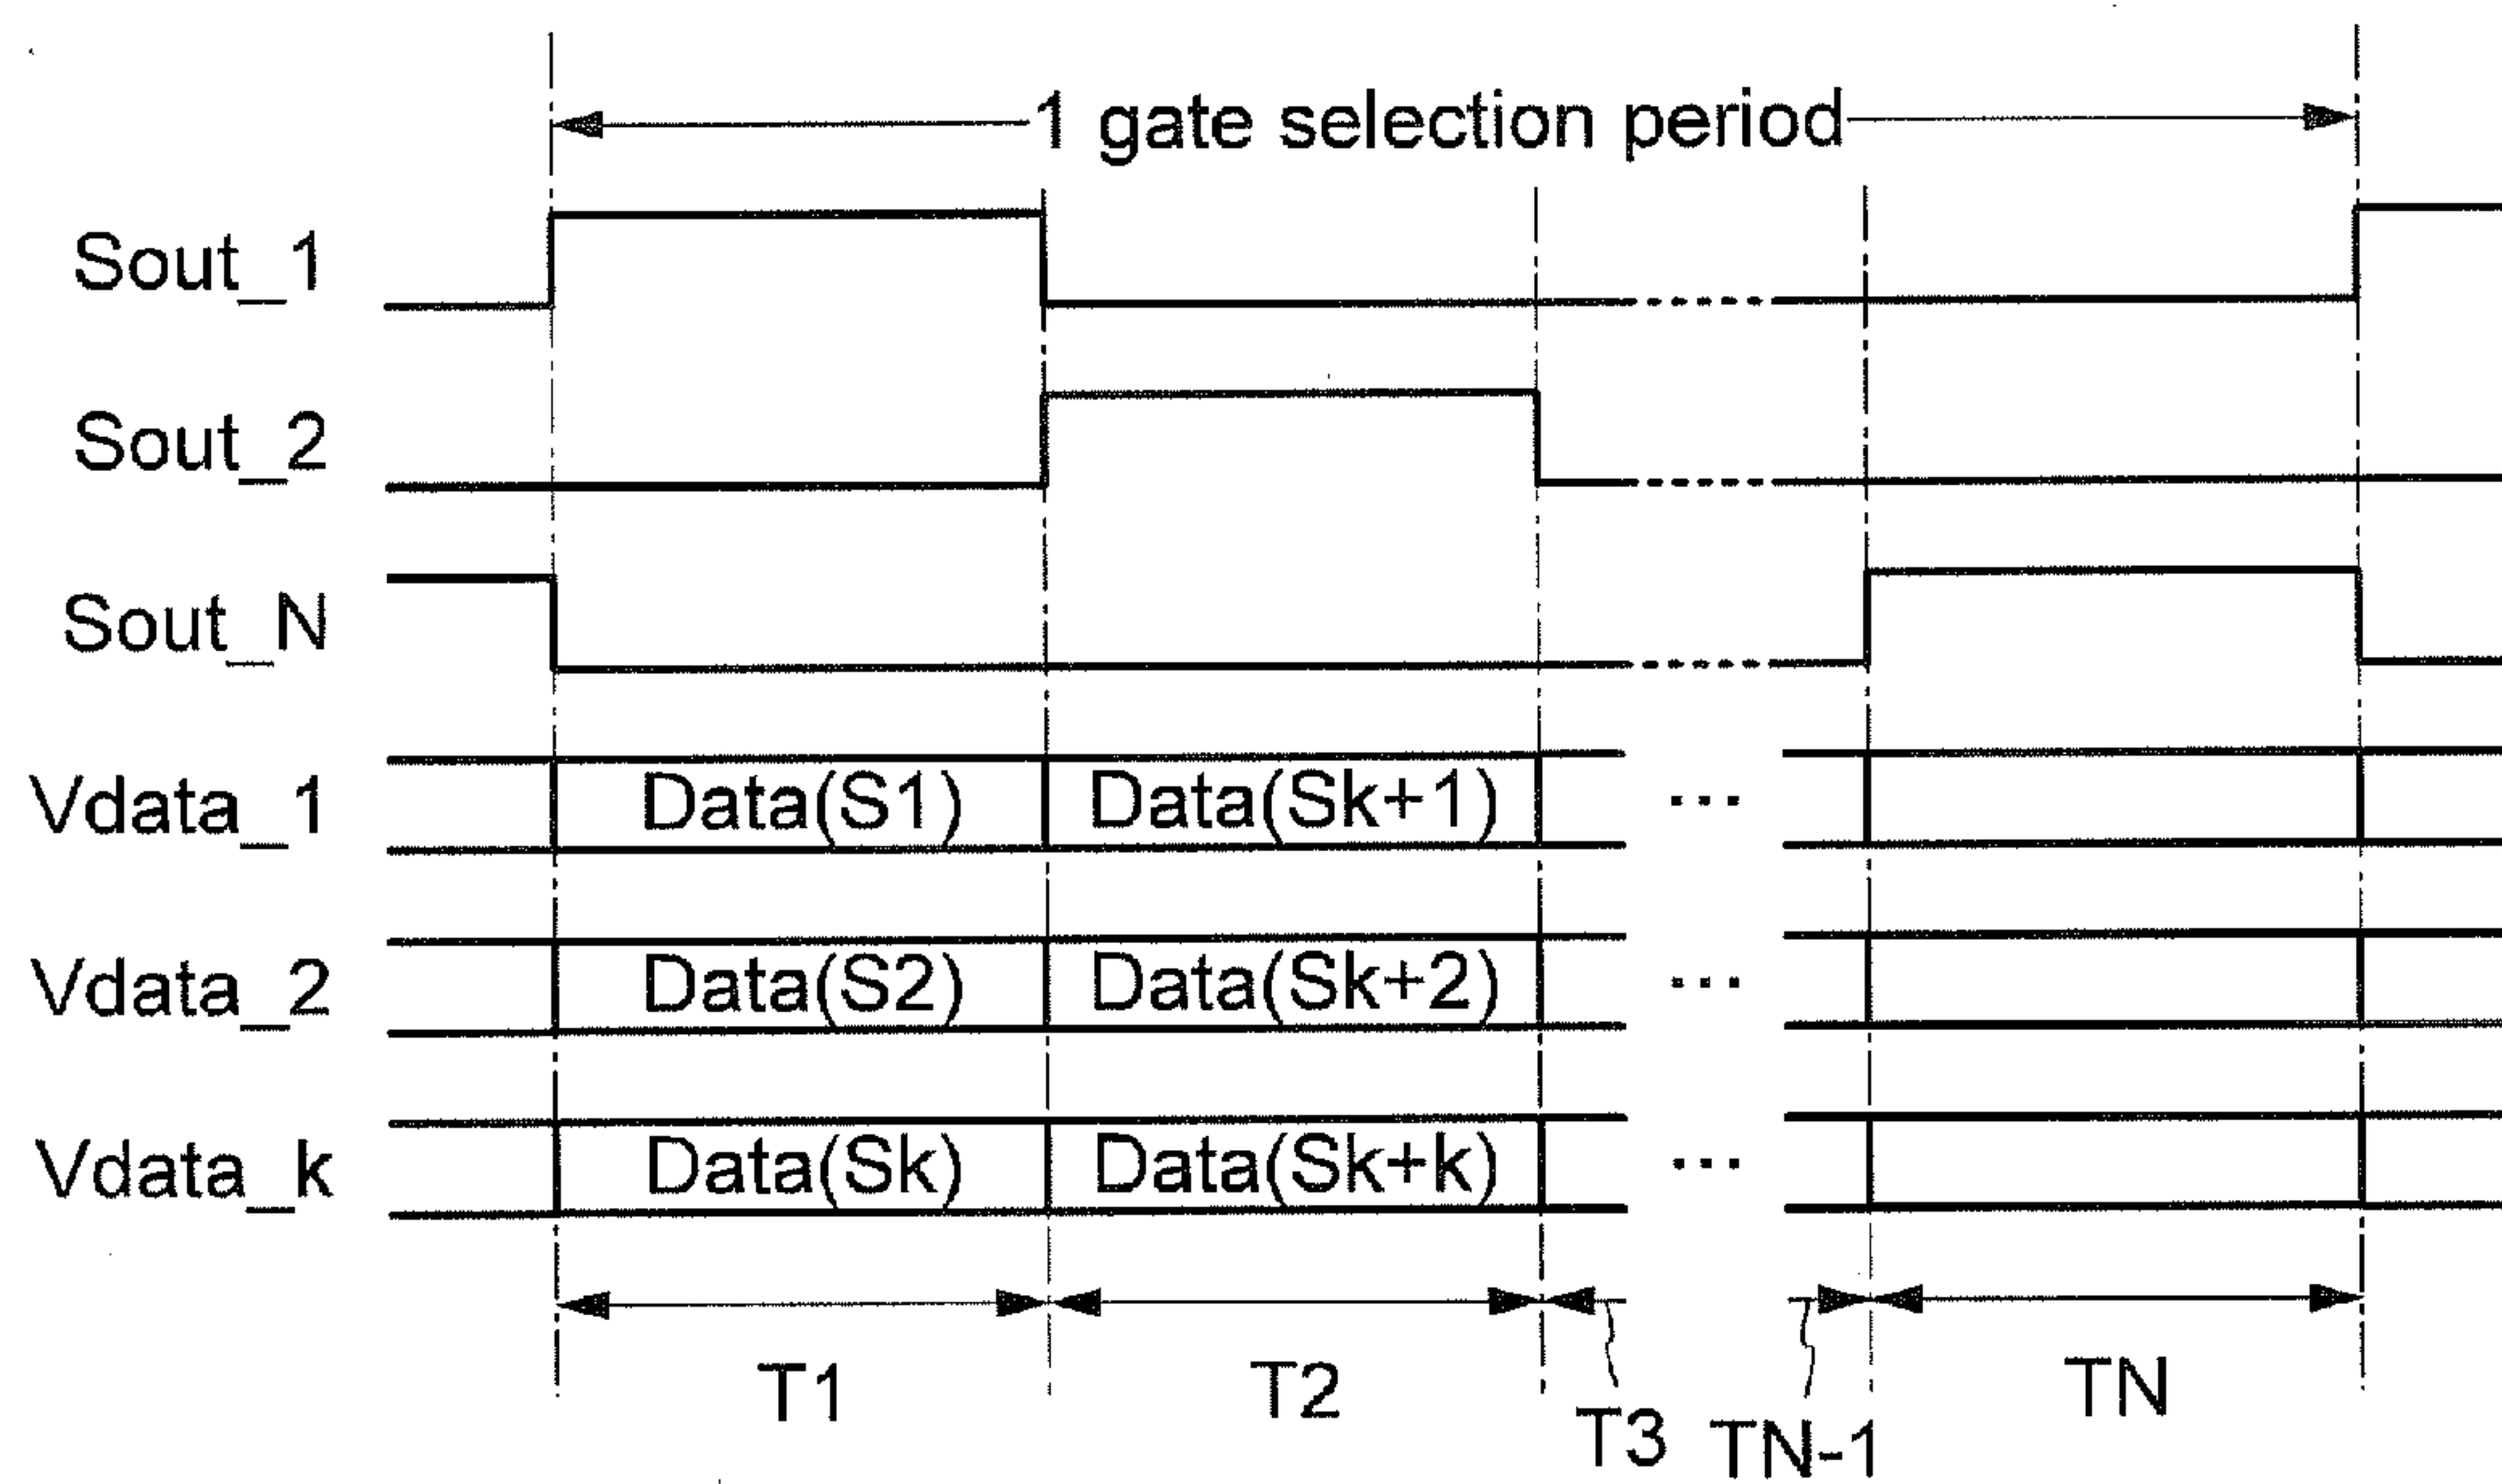 1 gate selection period
Sout_1
Sout_2
Sout_N
Vdata_1 Data(S1) Data(Sk+1) ...
Vdata_2 Data(S2) Data(Sk+2) ...
Vdata_k Data(Sk) Data(Sk+k) ...
T1 T2 T3 TN-1 TN